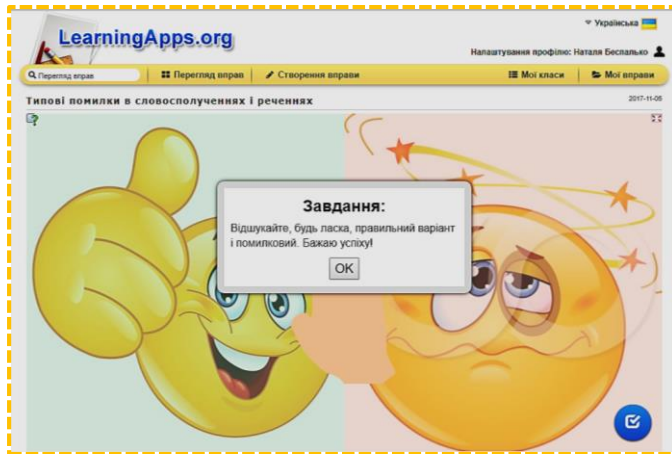 LearningApps.org
Українська
Налаштування профілю: Наталя Беспалько
Перегляд вправ
Перегляд вправ
Створення вправи
Мої класи
Мої вправи
Типові помилки в словосполученнях і реченнях
2017-11-05
Завдання:
Відшукайте, будь ласка, правильний варіант
і помилковий. Бажаю успіху!
OK